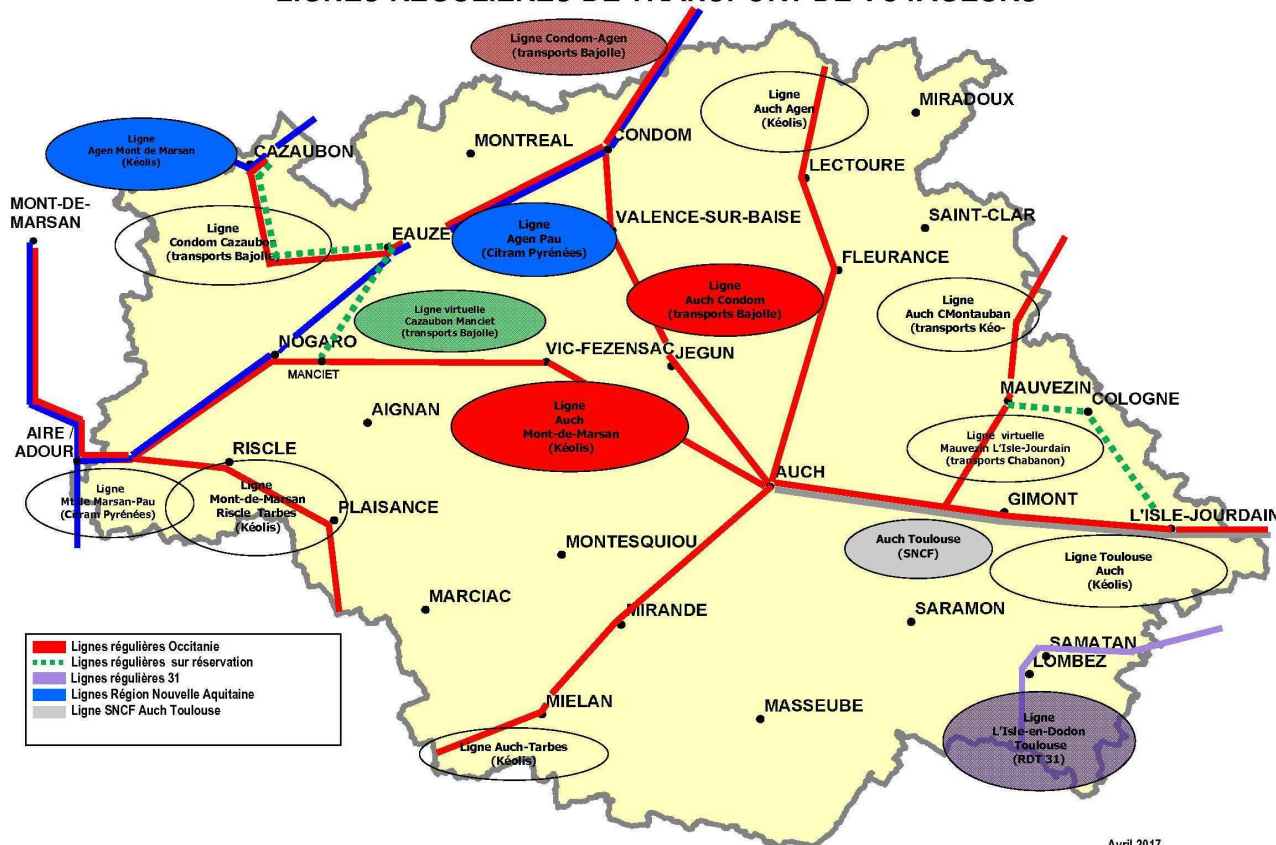 LIGNES REGULIERES DE TRANSPORT DE VOYAGEURS
Ligne Condom-Agen
(transports Bajolle)
Ligne
Auch Agen
(Kéolis)
MIRADOUX
Ligne
Agen Mont de Marsan
(Kéolis)
CAZAUBON
MONTREAL
CONDOM
LECTOURE
MONT-DE-
MARSAN
Ligne
Condom Cazaubon
(transports Bajolle)
EAUZE
Ligne
Agen Pau
(Citram Pyrénées)
VALENCE-SUR-BAISE
SAINT-CLAR
FLEURANCE
Ligne
Auch Condom
(transports Bajolle)
Ligne
Auch CMontauban
(transports Kéo-
Ligne virtuelle
Cazaubon Manciet
(transports Bajolle)
NOGARO
MANCIET
VIC-FEZENSAC
JEGUN
MAUVEZIN
COLOGNE
AIGNAN
Ligne
Auch
Mont-de-Marsan
(Kéolis)
Ligne virtuelle
Mauvezin L'Isle-Jourdain
(transports Chabanon)
AIRE /
ADOUR
RISCLE
AUCH
Ligne
Mt de Marsan-Pau
(Citram Pyrénées)
Ligne
Mont-de-Marsan
Riscle Tarbes
(Kéolis)
PLAISANCE
GIMONT
L'ISLE-JOURDAIN
MONTESQUIOU
Auch Toulouse
(SNCF)
Ligne Toulouse
Auch
(Kéolis)
MARCIAC
MIRANDE
SARAMON
Lignes régulières Occitanie
Lignes régulières sur réservation
Lignes régulières 31
Lignes Région Nouvelle Aquitaine
Ligne SNCF Auch Toulouse
SAMATAN
LOMBEZ
MIELAN
MASSEUBE
Ligne
L'Isle-en-Dodon
Toulouse
(RDT 31)
Ligne Auch-Tarbes
(Kéolis)
Avril 2017